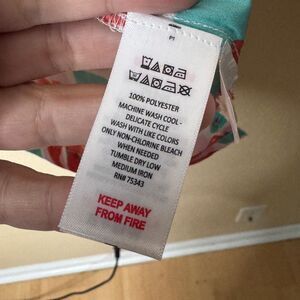 100% POLYESTER
MACHINE WASH COOL -
DELICATE CYCLE
WASH WITH LIKE COLORS
ONLY NON-CHLORINE BLEACH
WHEN NEEDED
TUMBLE DRY LOW
MEDIUM IRON
RN# 75343
KEEP AWAY
FROM FIRE